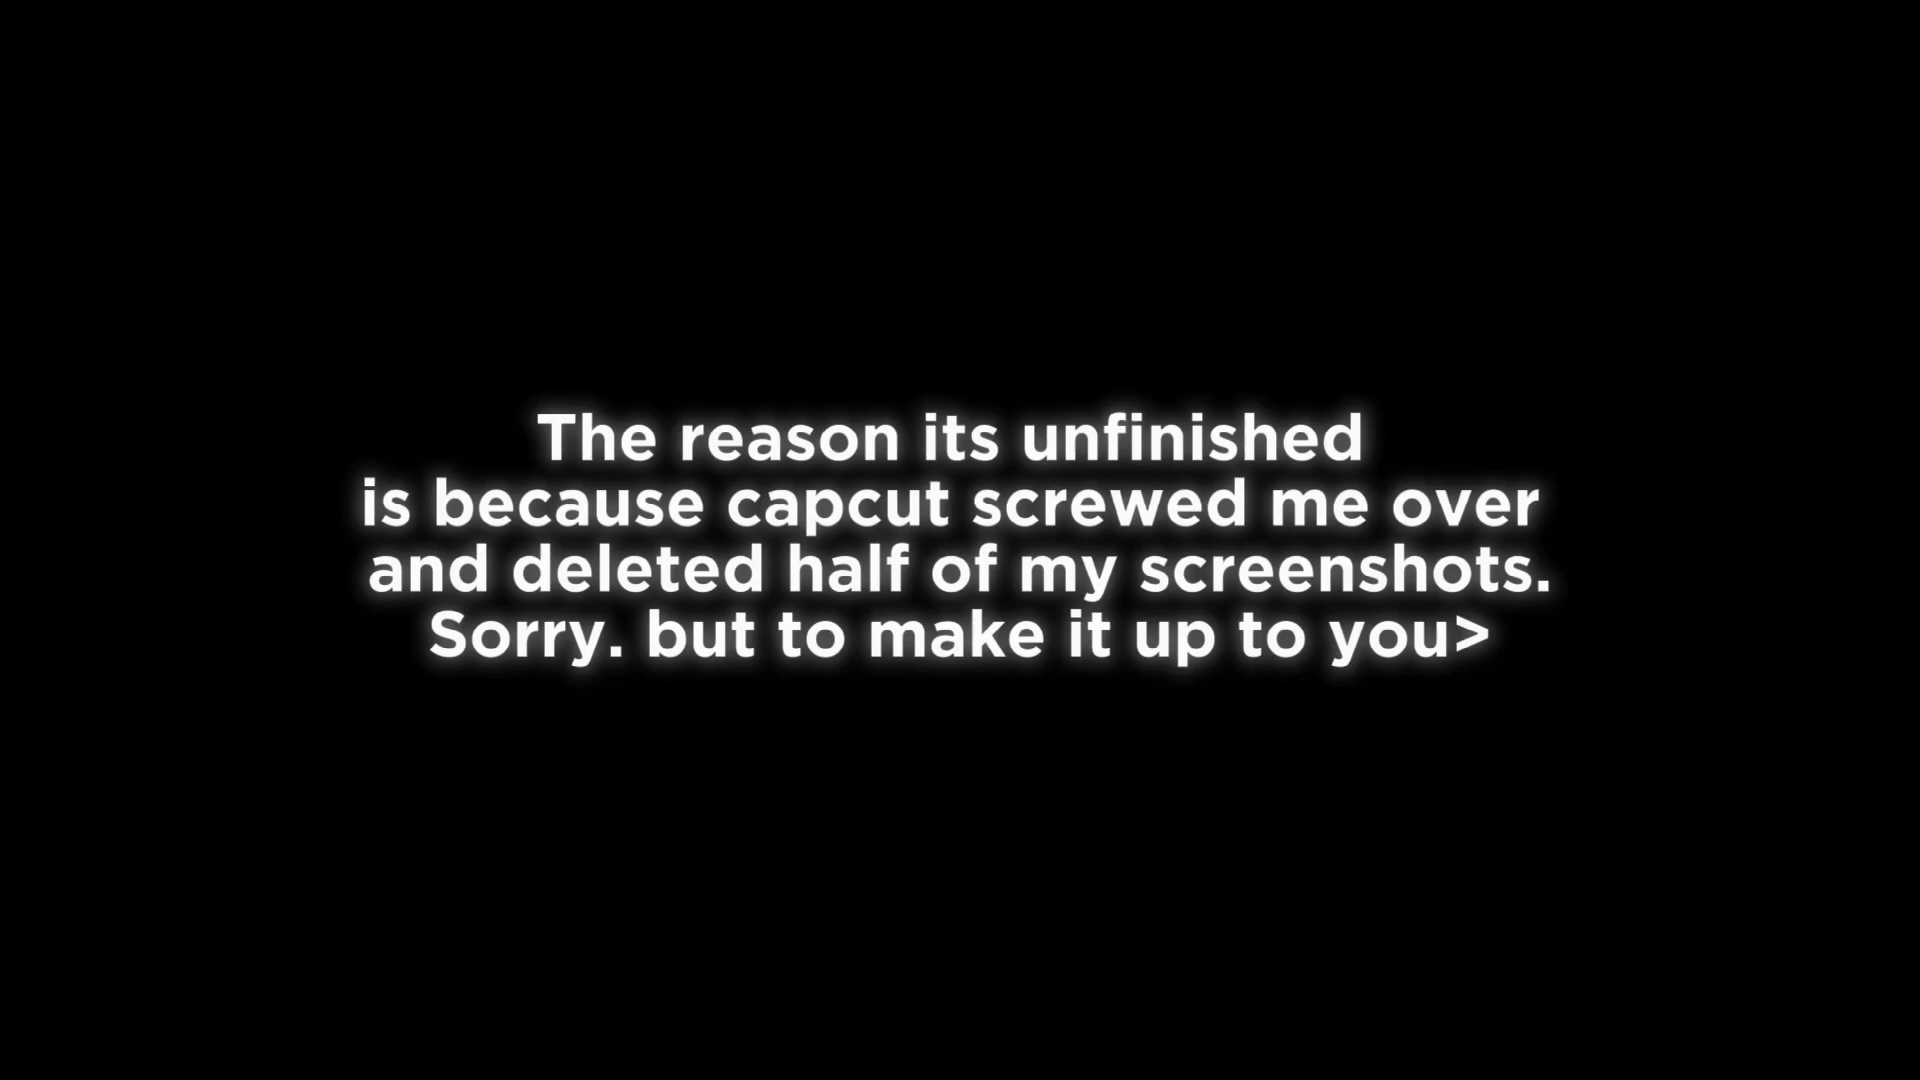 The reason its unfinished
is because capcut screwed me over
and deleted half of my screenshots.
Sorry. but to make it up to you>